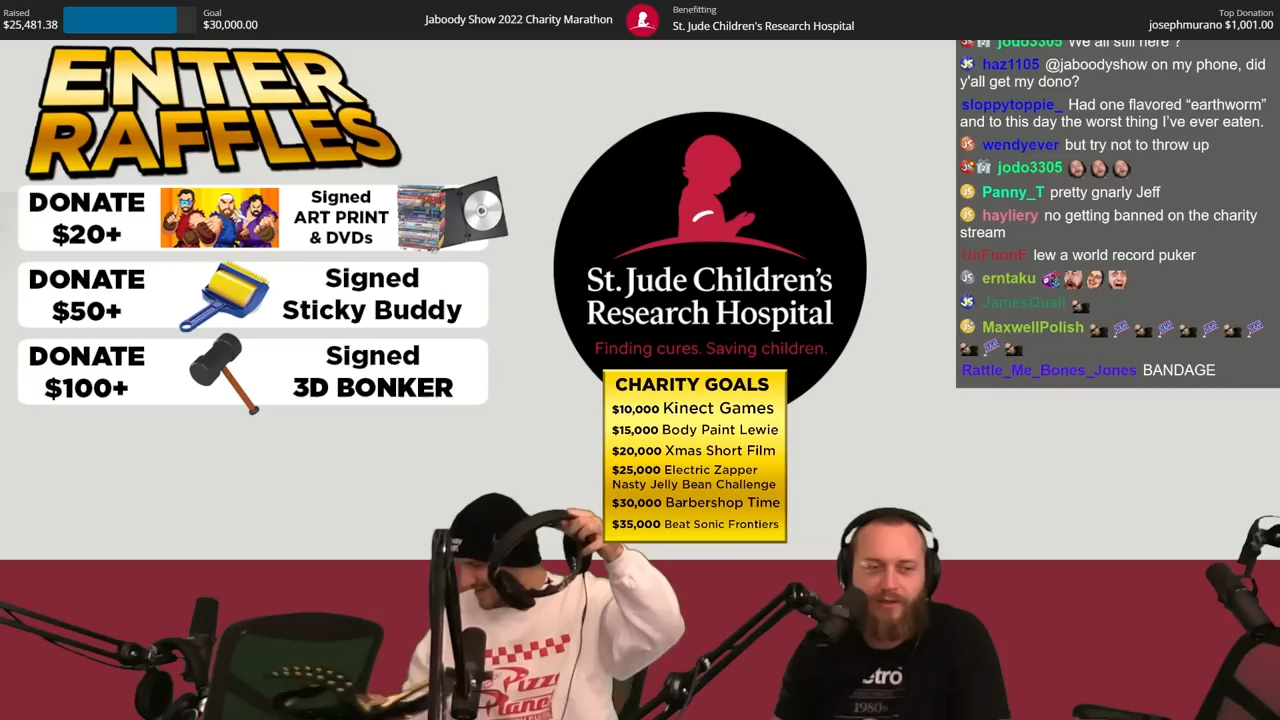 Raised
$25,481.38
Goal
$30,000.00
Jaboody Show 2022 Charity Marathon
Benefitting
St. Jude Children's Research Hospital
Top Donation
josephmurano $1,001.00
ENTER
RAFFLES
DONATE
$20+
Signed
ART PRINT
& DVDs
DONATE
$50+
Signed
Sticky Buddy
DONATE
$100+
Signed
3D BONKER
St. Jude Children's
Research Hospital
Finding cures. Saving children.
CHARITY GOALS
$10,000 Kinect Games
$15,000 Body Paint Lewie
$20,000 Xmas Short Film
$25,000 Electric Zapper
Nasty Jelly Bean Challenge
$30,000 Barbershop Time
$35,000 Beat Sonic Frontiers
jodo3305 We all still here ?
haz1105 @jaboodyshow on my phone, did
y'all get my dono?
sloppytoppie_ Had one flavored “earthworm”
and to this day the worst thing I've ever eaten.
wendyever but try not to throw up
jodo3305
Panny_T pretty gnarly Jeff
hayliery no getting banned on the charity
stream
UnFunnE lew a world record puker
erntaku
JamesQuall
MaxwellPolish
Rattle_Me_Bones_Jones BANDAGE
Pizza
Planet
etro
1980s